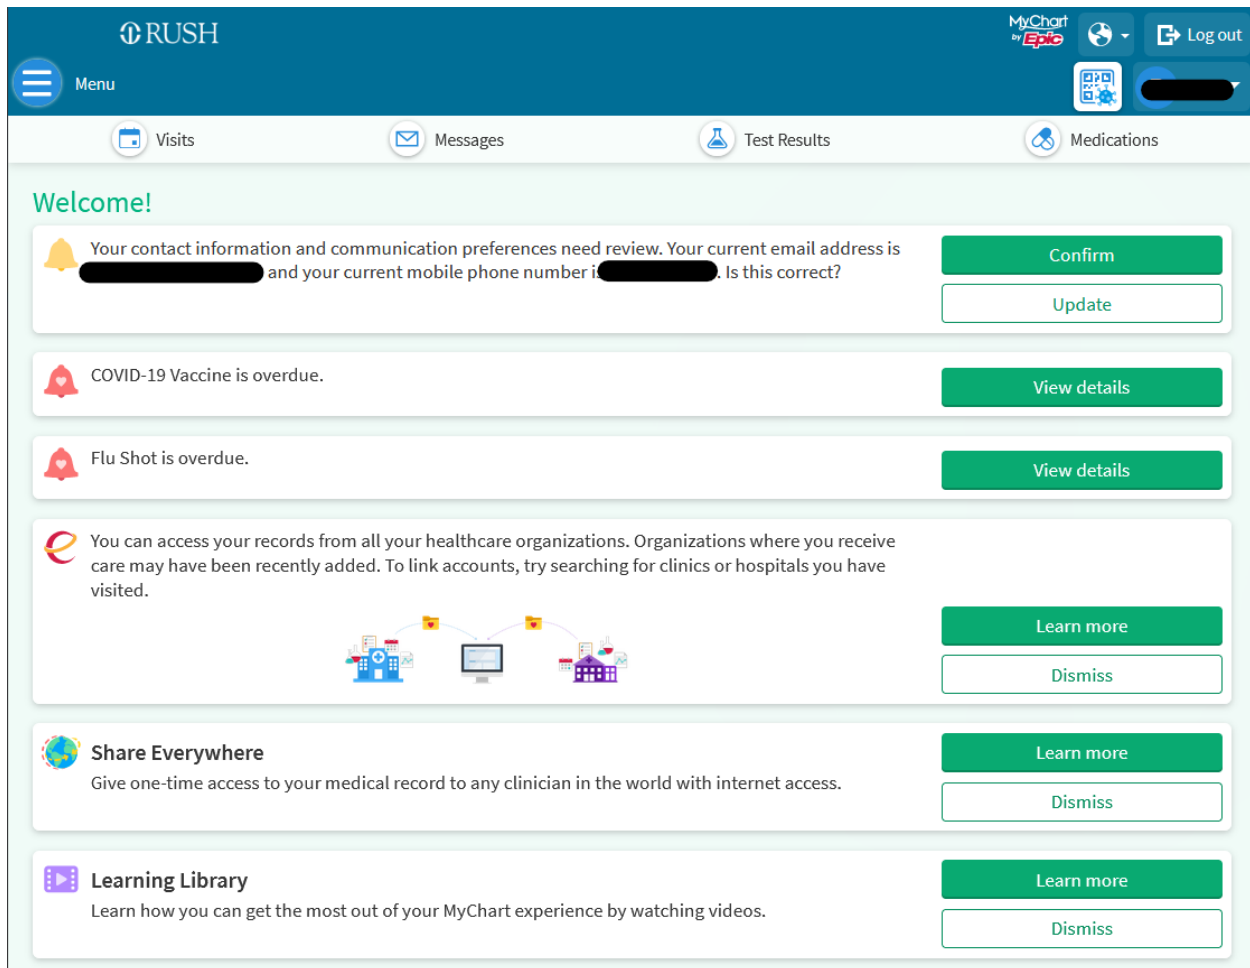 RUSH
MyChart
by Epic
Log out
Menu
Visits
Messages
Test Results
Medications
Welcome!
Your contact information and communication preferences need review. Your current email address is
and your current mobile phone number i . Is this correct?
Confirm
Update
COVID-19 Vaccine is overdue.
View details
Flu Shot is overdue.
View details
You can access your records from all your healthcare organizations. Organizations where you receive
care may have been recently added. To link accounts, try searching for clinics or hospitals you have
visited.
Learn more
Dismiss
Share Everywhere
Give one-time access to your medical record to any clinician in the world with internet access.
Learn more
Dismiss
Learning Library
Learn how you can get the most out of your MyChart experience by watching videos.
Learn more
Dismiss